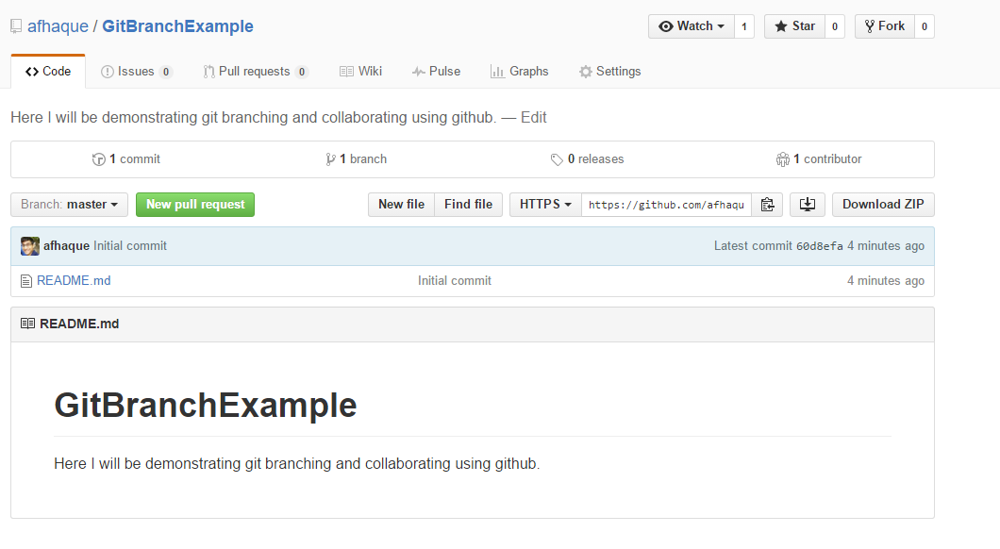 afhaque / GitBranchExample Watch 1 Star 0 Fork 0
Code Issues 0 Pull requests 0 Wiki Pulse Graphs Settings
Here I will be demonstrating git branching and collaborating using github. — Edit
1 commit 1 branch 0 releases 1 contributor
Branch: master New pull request New file Find file HTTPS https://github.com/afhaqu Download ZIP
afhaque Initial commit Latest commit 60d8efa 4 minutes ago
README.md Initial commit 4 minutes ago
README.md
GitBranchExample
Here I will be demonstrating git branching and collaborating using github.